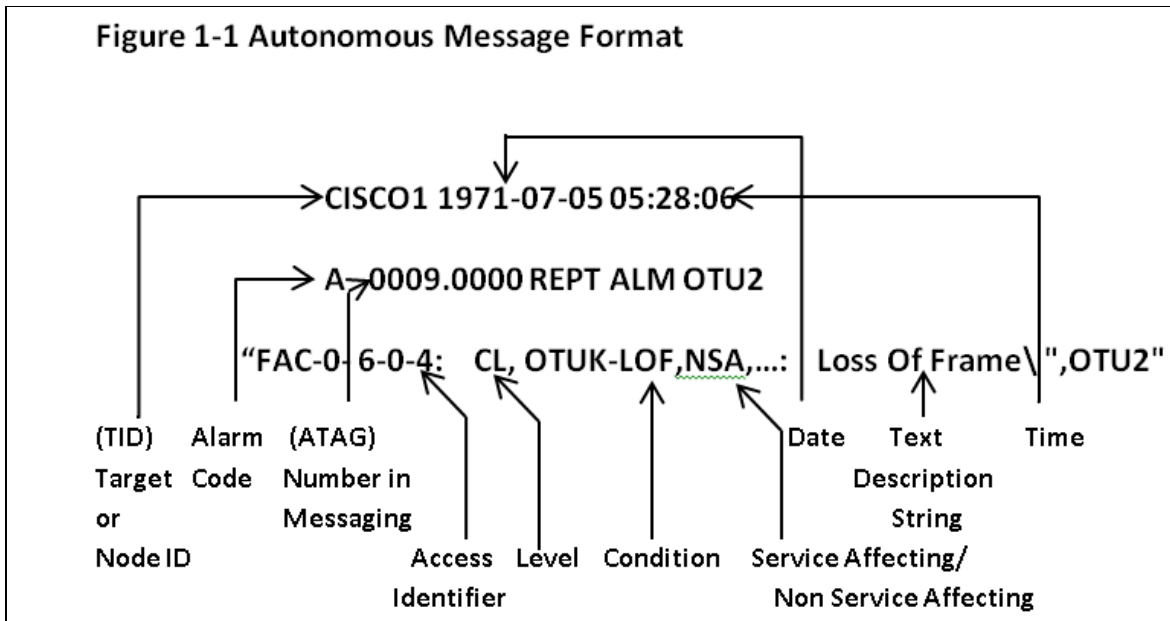 Figure 1-1 Autonomous Message Format
CISCO1 1971-07-05 05:28:06
A 0009.0000 REPT ALM OTU2
“FAC-0-6-0-4: CL, OTUK-LOF,NSA,...: Loss Of Frame\",OTU2"
(TID) Alarm (ATAG) Date Text Time
Target Code Number in Description
or Messaging String
Node ID Access Level Condition Service Affecting/
Identifier Non Service Affecting